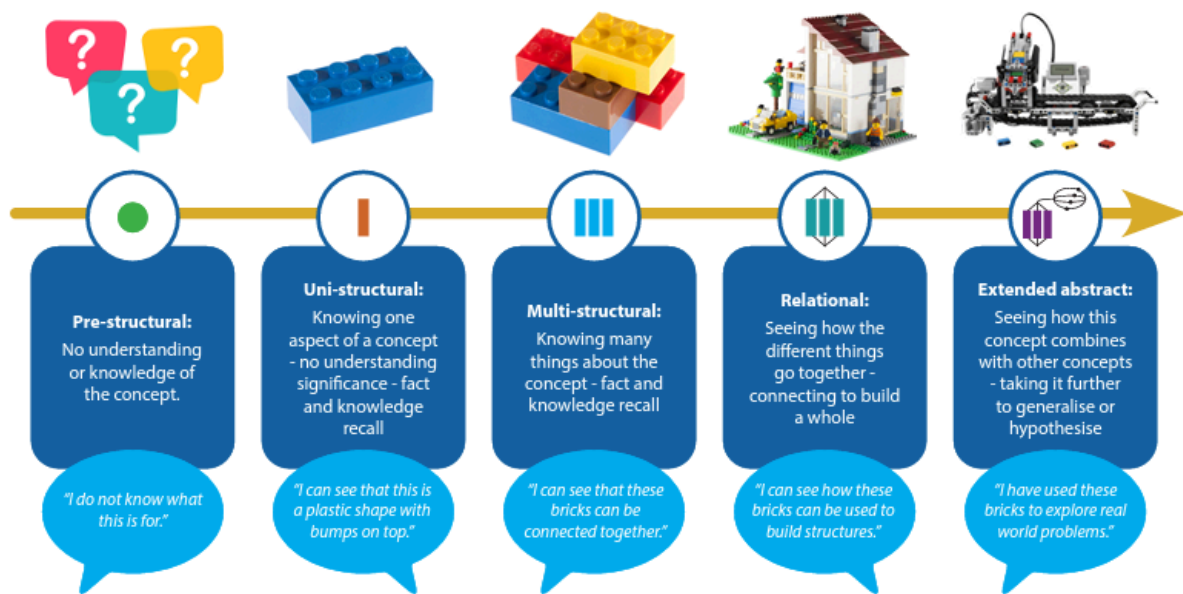 ?
?
?
Pre-structural:
No understanding
or knowledge of
the concept.
Uni-structural:
Knowing one
aspect of a concept
- no understanding
significance - fact
and knowledge
recall
Multi-structural:
Knowing many
things about the
concept - fact and
knowledge recall
Relational:
Seeing how the
different things
go together -
connecting to build
a whole
Extended abstract:
Seeing how this
concept combines
with other concepts
- taking it further
to generalise or
hypothesise
"I do not know what
this is for."
"I can see that this is
a plastic shape with
bumps on top."
"I can see that these
bricks can be
connected together."
"I can see how these
bricks can be used to
build structures."
"I have used these
bricks to explore real
world problems."